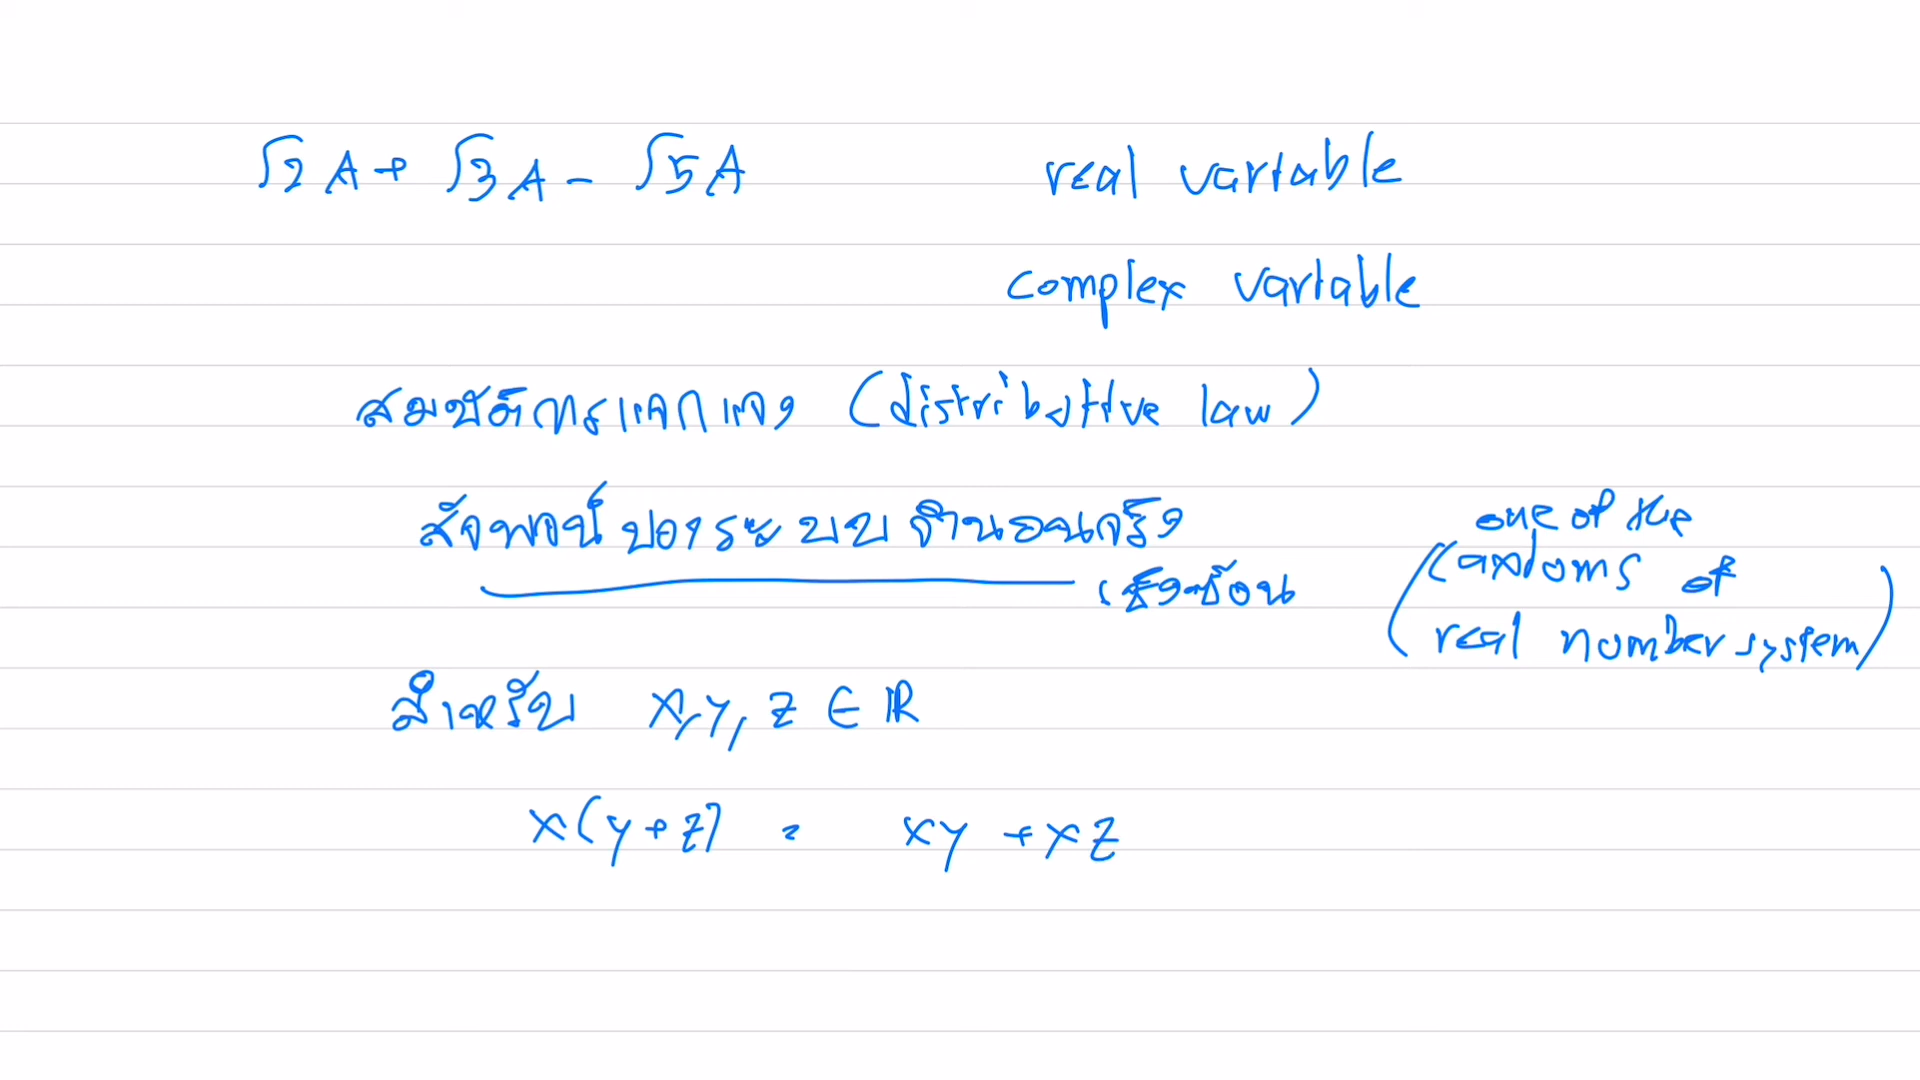 √2 A + √3 A - √5 A real variable
complex variable
สมบัติการแจกแจง (distributive law)
สัจพจน์ของระบบจำนวนจริง
เชิงซ้อน
(one of the
axioms of
real number system)
สำหรับ x, y, z ∈ ℝ
x(y + z) = xy + xz